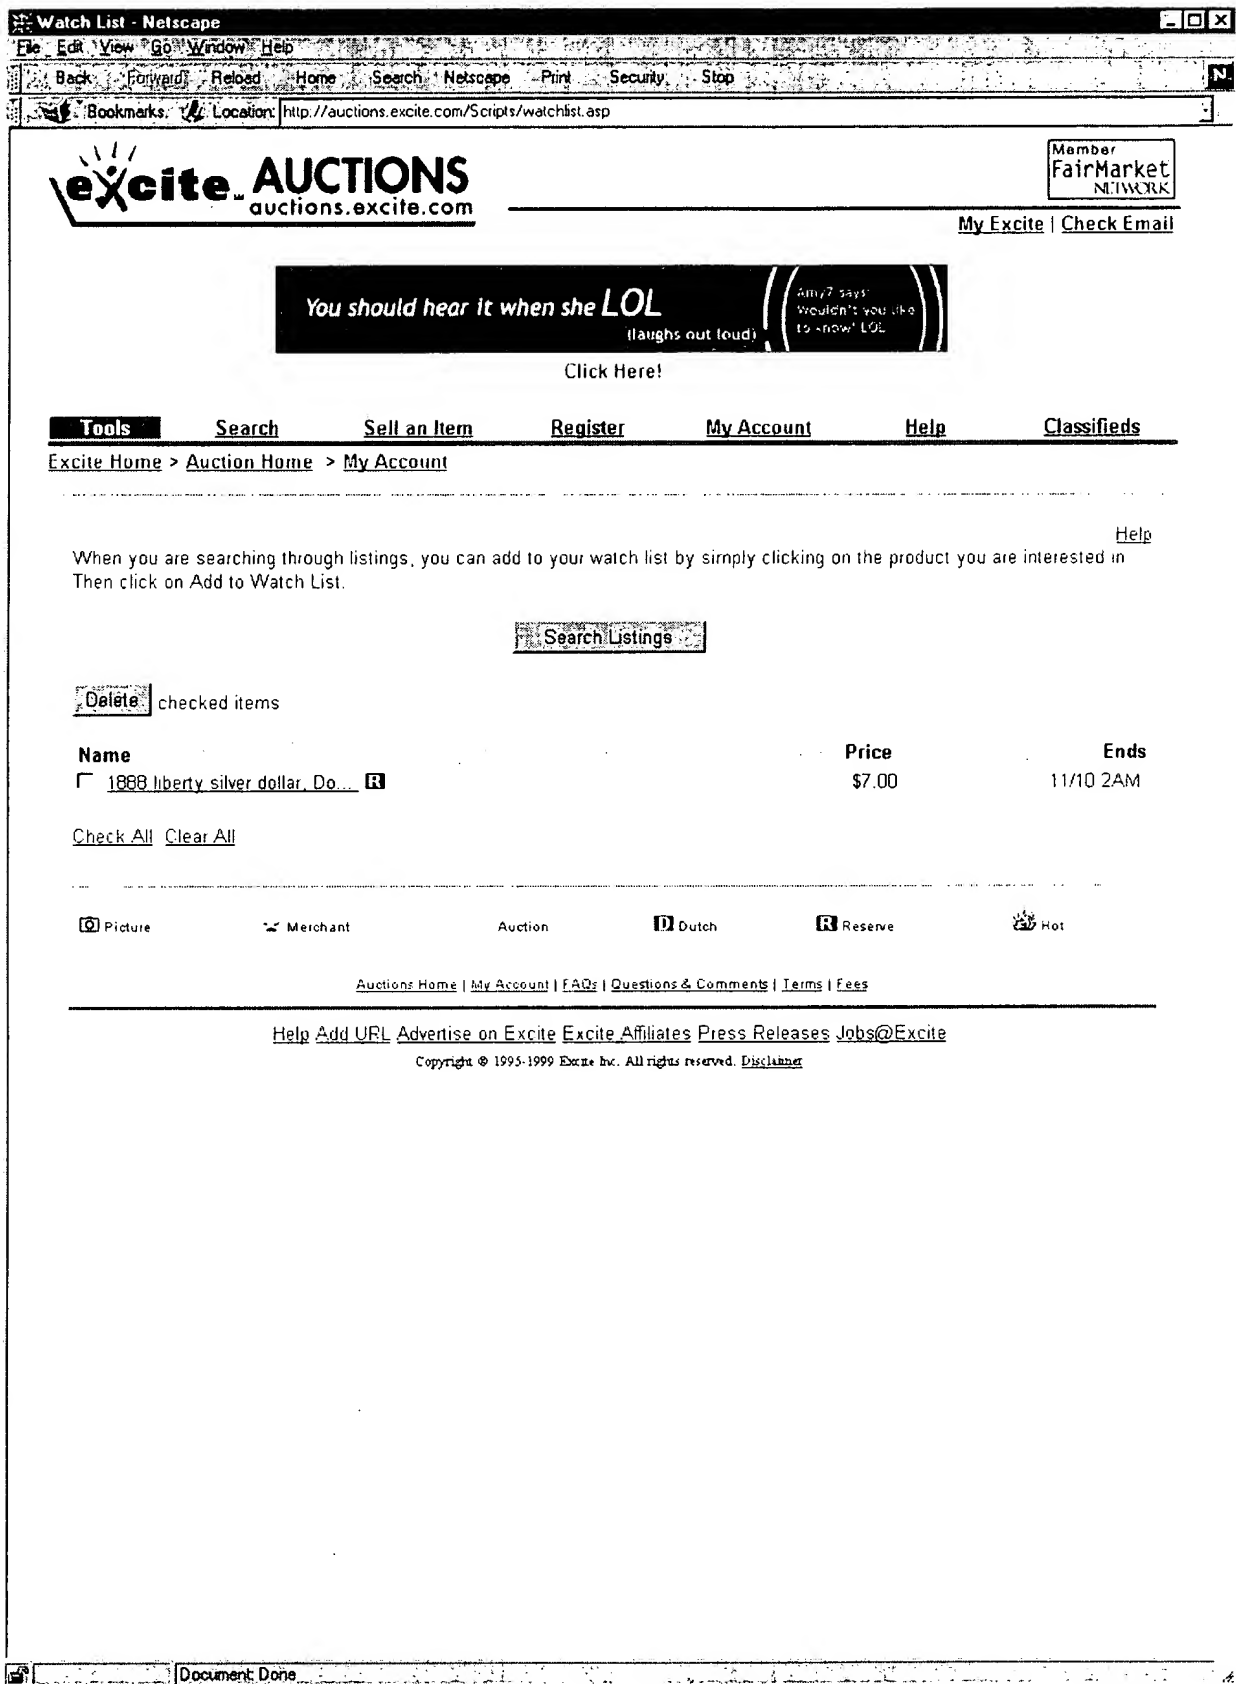 Watch List - Netscape
File Edit View Go Window Help
Back Forward Reload Home Search Netscape Print Security Stop N
Bookmarks: Location: http://auctions.excite.com/Scripts/watchlist.asp
excite AUCTIONS
auctions.excite.com
Member
FairMarket
NETWORK
My Excite | Check Email
You should hear it when she LOL
(laughs out loud)
Amy7 says:
Wouldn't you like
to know! LOL
Click Here!
Tools Search Sell an Item Register My Account Help Classifieds
Excite Home > Auction Home > My Account
Help
When you are searching through listings, you can add to your watch list by simply clicking on the product you are interested in
Then click on Add to Watch List.
Search Listings
Delete checked items
Name Price Ends
1888 liberty silver dollar, Do... R $7.00 11/10 2AM
Check All Clear All
Picture Merchant Auction D Dutch R Reserve Hot
Auctions Home | My Account | FAQs | Questions & Comments | Terms | Fees
Help Add URL Advertise on Excite Excite Affiliates Press Releases Jobs@Excite
Copyright © 1995-1999 Excite Inc. All rights reserved. Disclaimer
Document: Done